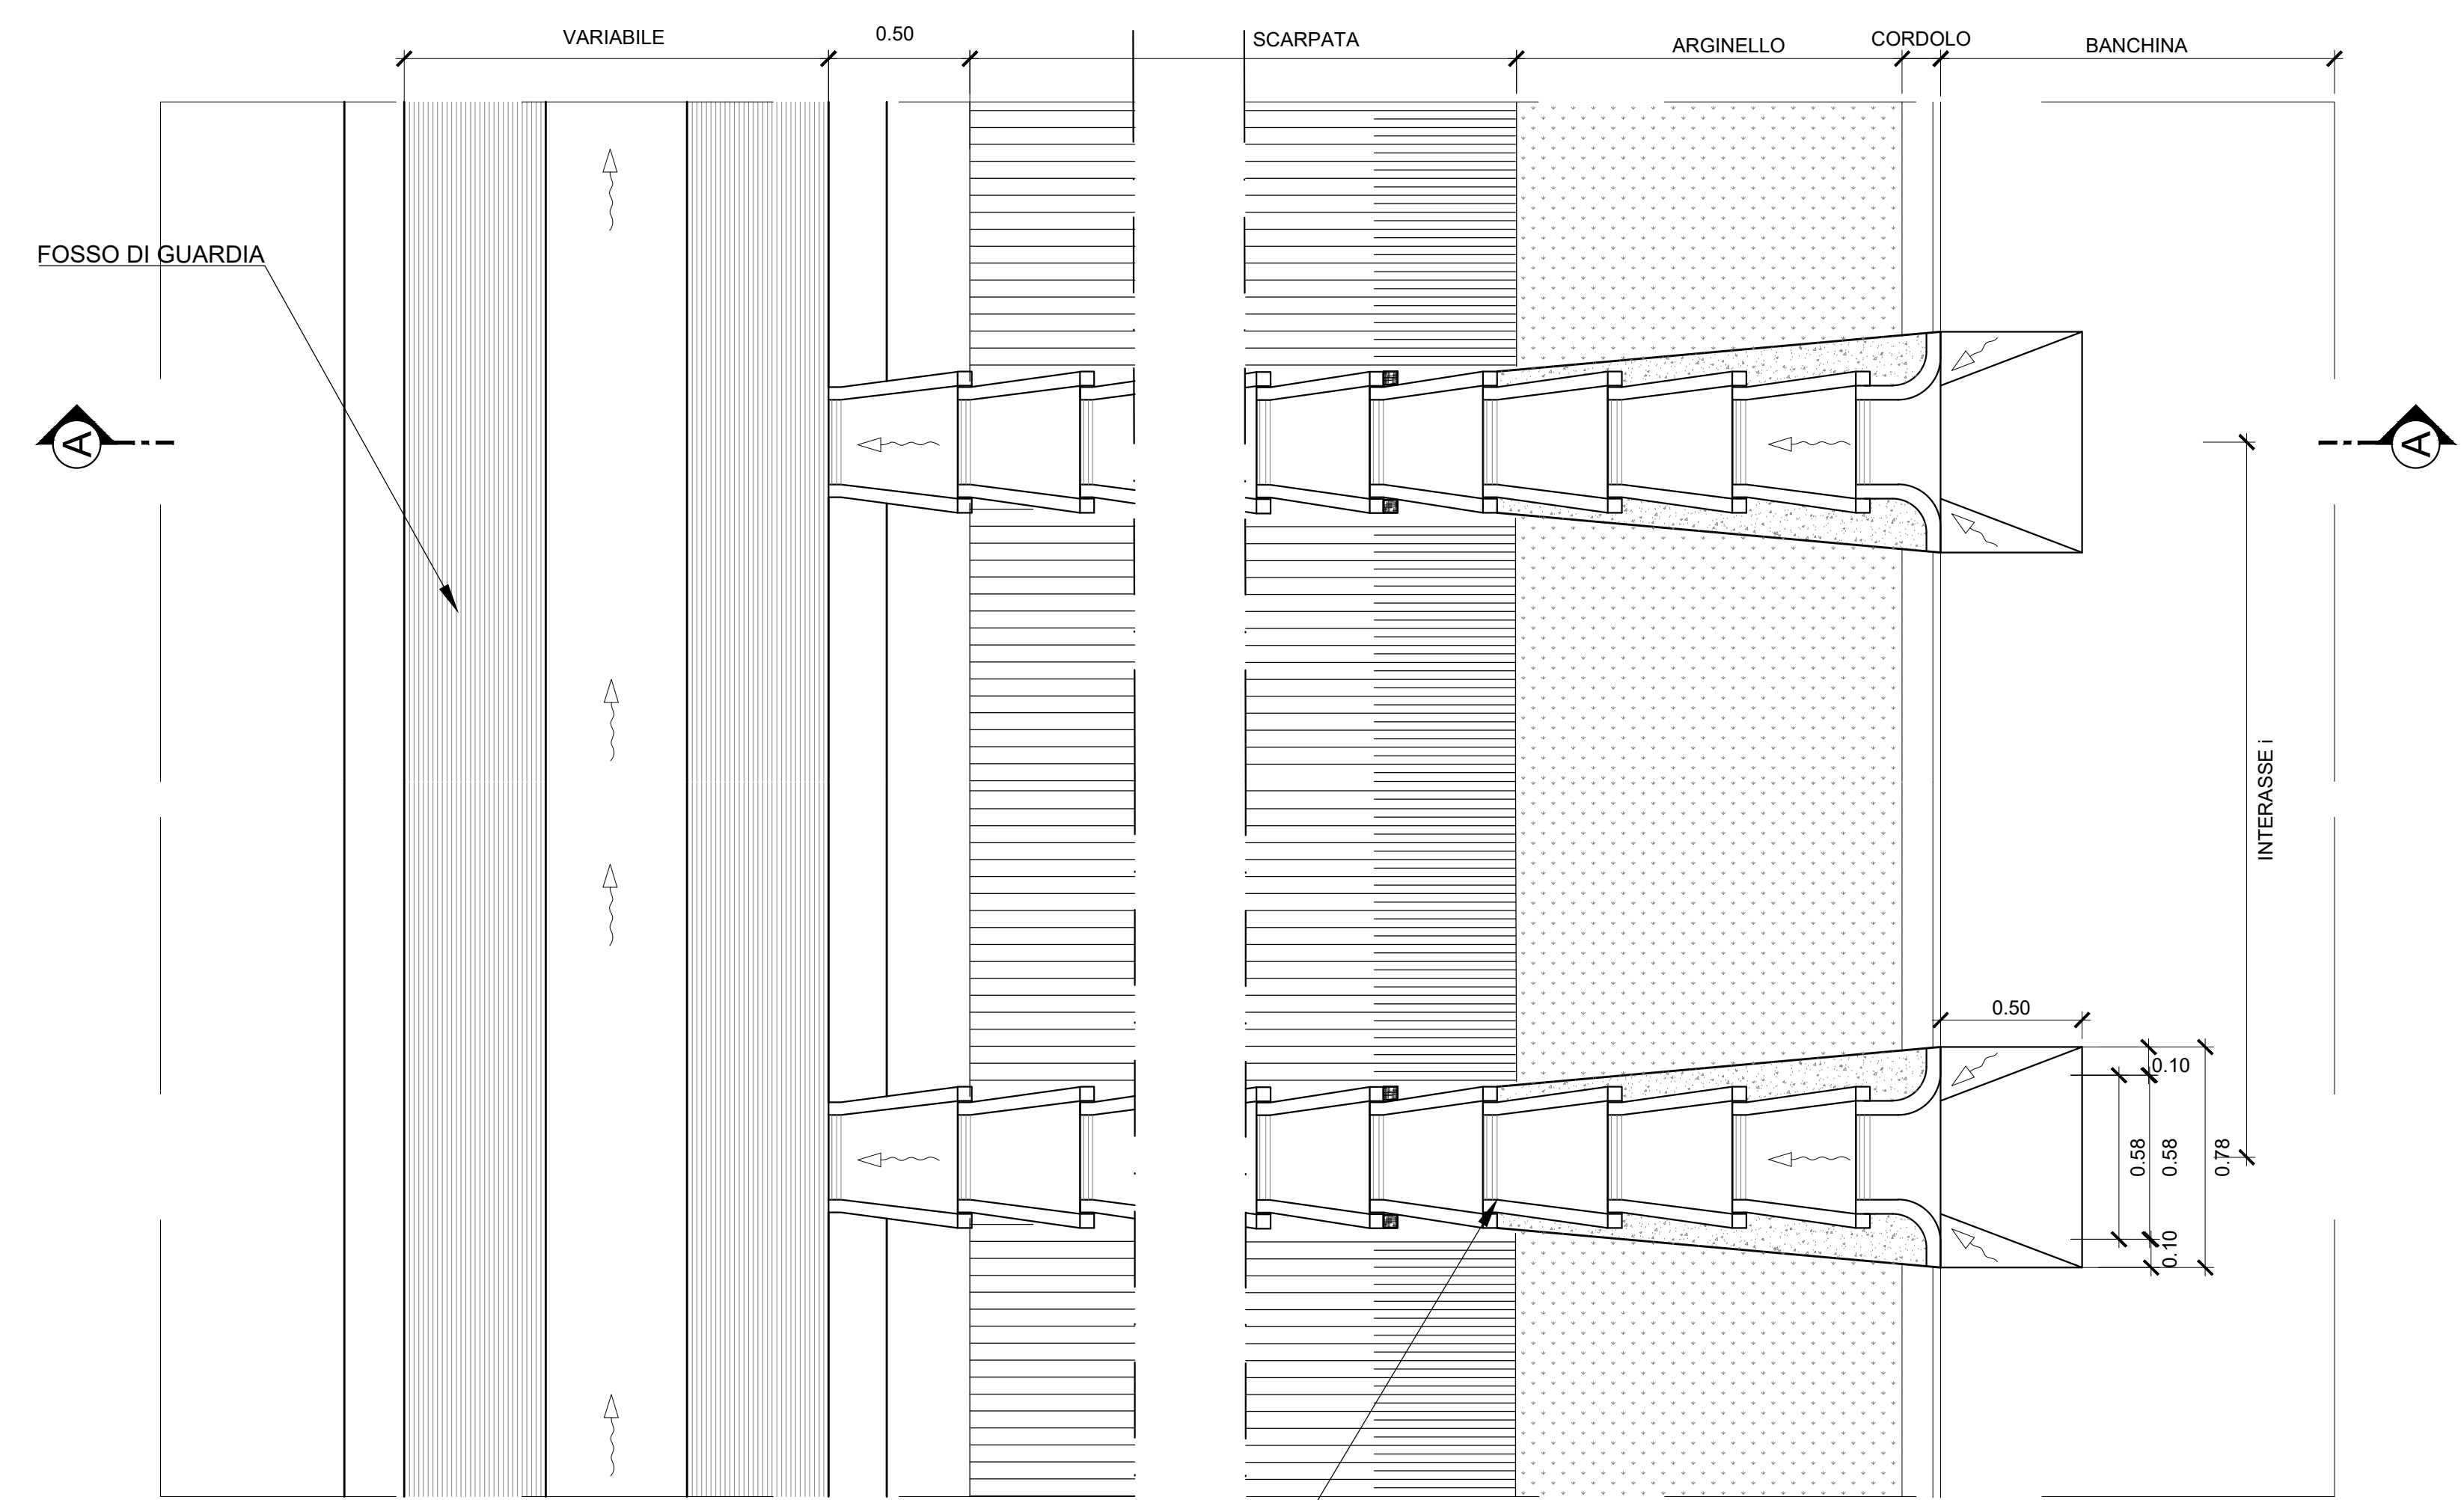 VARIABILE
0.50
SCARPATA
ARGINELLO
CORDOLO
BANCHINA
FOSSO DI GUARDIA
A
A
INTERASSE i
0.50
0.10
0.58
0.58
0.78
0.10